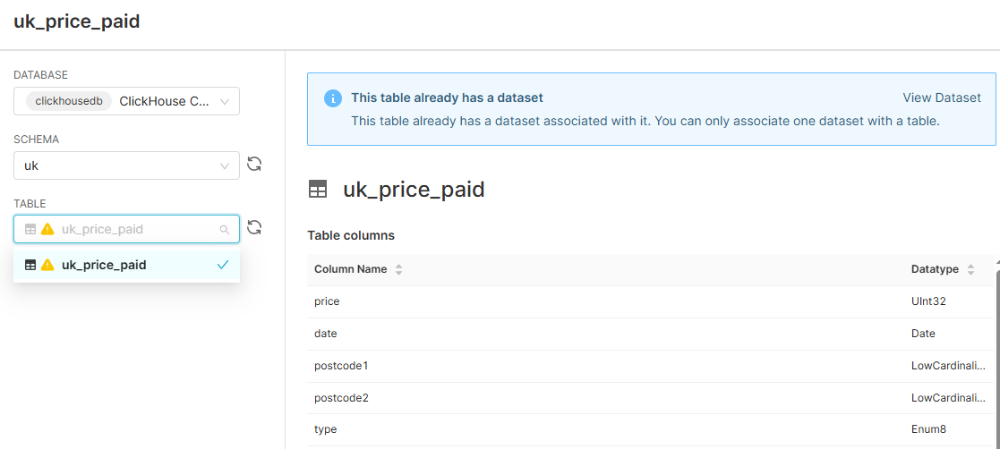 uk_price_paid
DATABASE
clickhousedb ClickHouse C...
SCHEMA
uk
TABLE
uk_price_paid
uk_price_paid
This table already has a dataset View Dataset
This table already has a dataset associated with it. You can only associate one dataset with a table.
uk_price_paid
Table columns
Column Name Datatype
price UInt32
date Date
postcode1 LowCardinali...
postcode2 LowCardinali...
type Enum8